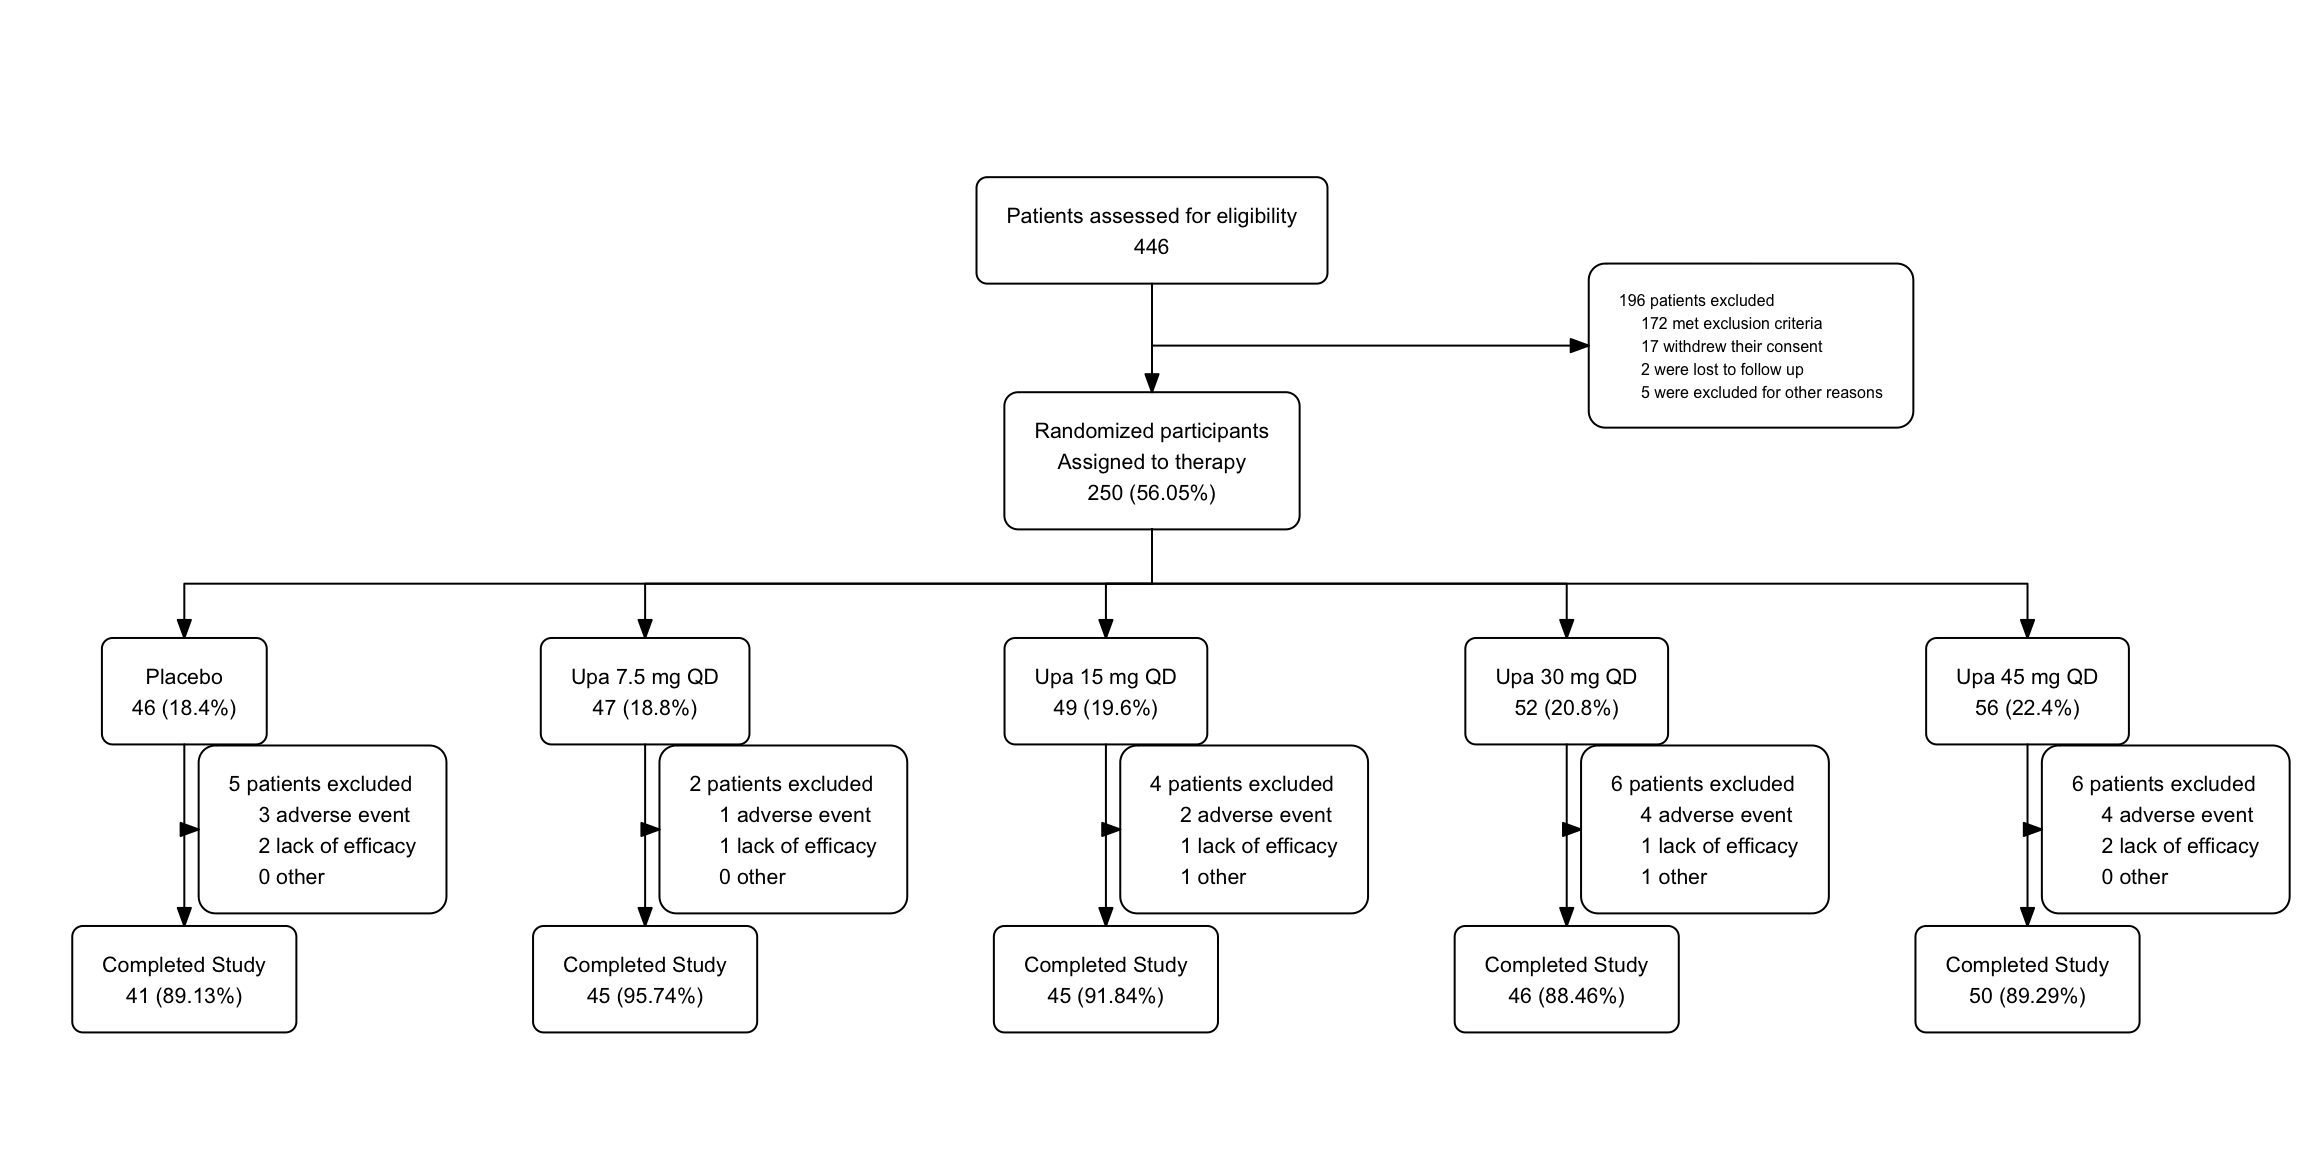 Patients assessed for eligibility
446
196 patients excluded
172 met exclusion criteria
17 withdrew their consent
2 were lost to follow up
5 were excluded for other reasons
Randomized participants
Assigned to therapy
250 (56.05%)
Placebo
46 (18.4%)
Upa 7.5 mg QD
47 (18.8%)
Upa 15 mg QD
49 (19.6%)
Upa 30 mg QD
52 (20.8%)
Upa 45 mg QD
56 (22.4%)
5 patients excluded
3 adverse event
2 lack of efficacy
0 other
2 patients excluded
1 adverse event
1 lack of efficacy
0 other
4 patients excluded
2 adverse event
1 lack of efficacy
1 other
6 patients excluded
4 adverse event
1 lack of efficacy
1 other
6 patients excluded
4 adverse event
2 lack of efficacy
0 other
Completed Study
41 (89.13%)
Completed Study
45 (95.74%)
Completed Study
45 (91.84%)
Completed Study
46 (88.46%)
Completed Study
50 (89.29%)